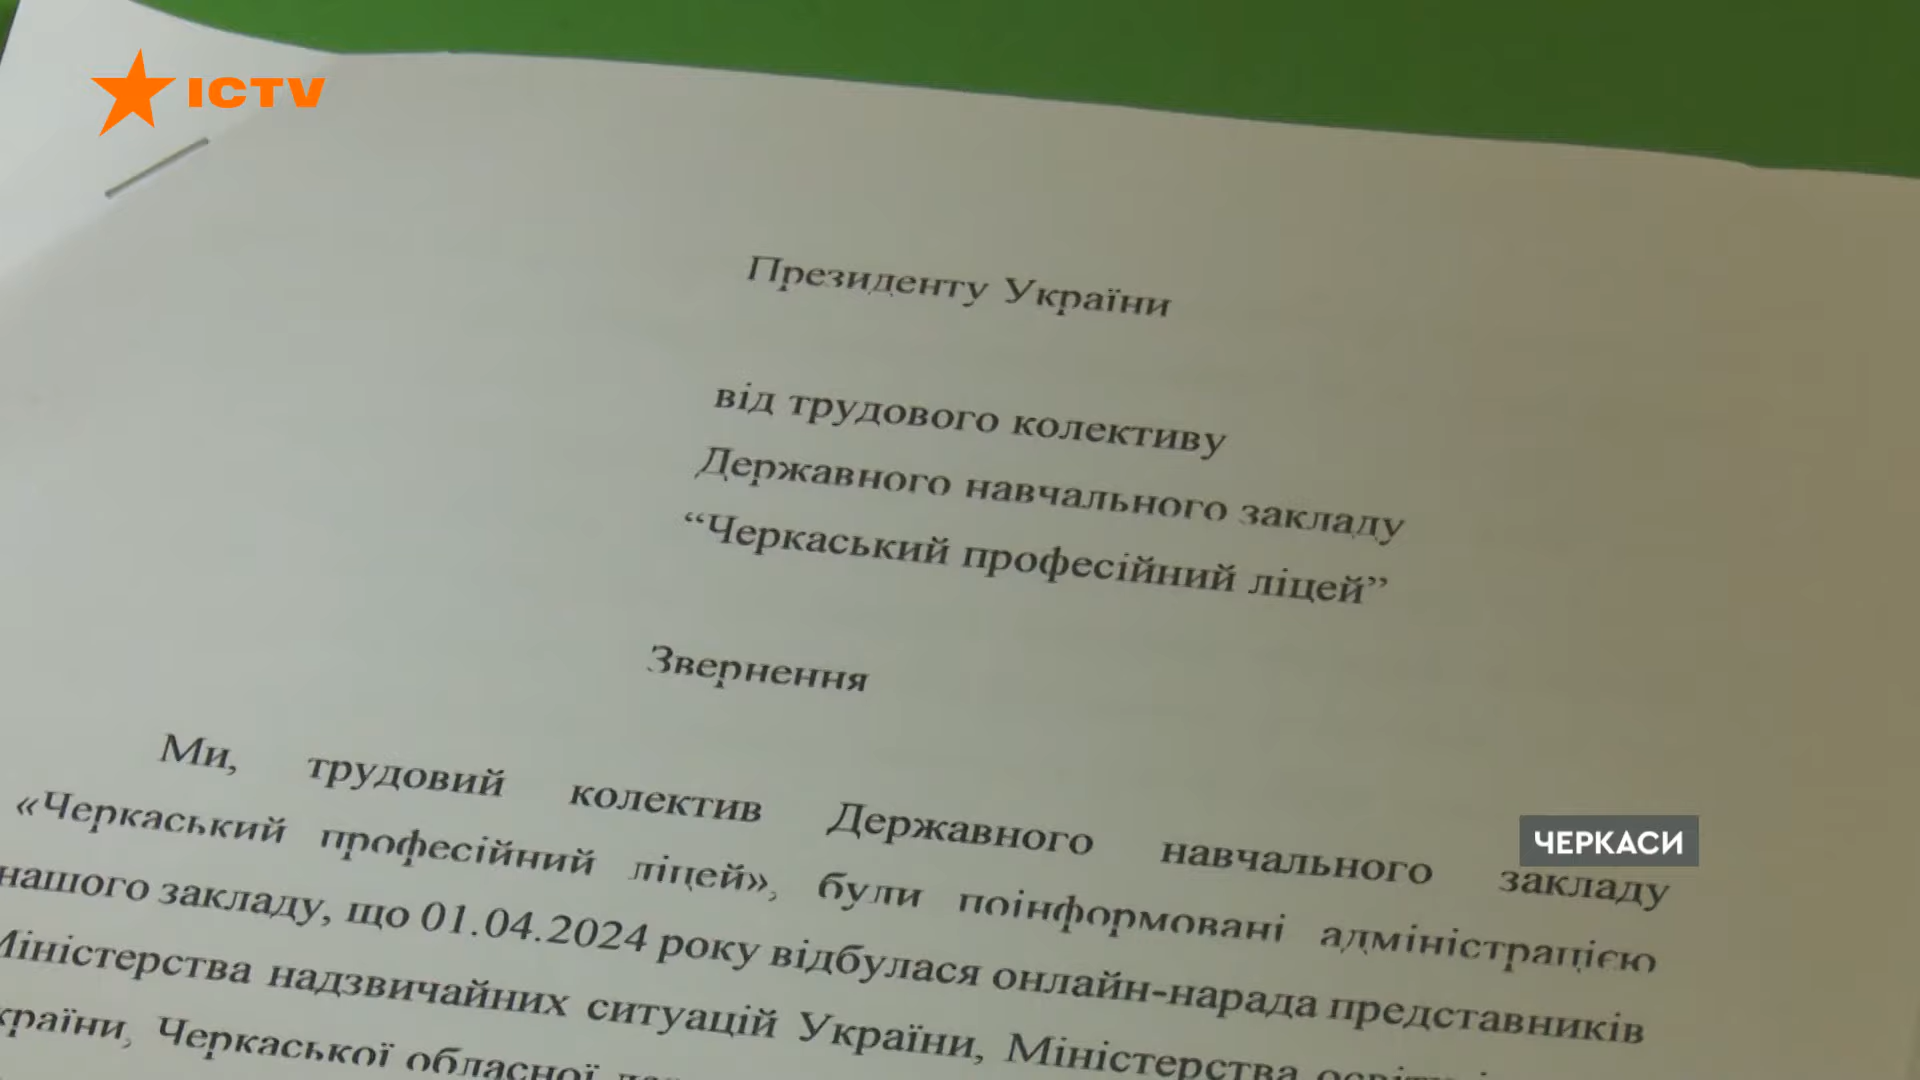 ICTV
Президенту України
від трудового колективу
Державного навчального закладу
“Черкаський професійний ліцей”
Звернення
Ми, трудовий колектив Державного навчального закладу
«Черкаський професійний ліцей», були поінформовані адміністрацією
нашого закладу, що 01.04.2024 року відбулася онлайн-нарада представників
Міністерства надзвичайних ситуацій України, Міністерства освіти
країни, Черкаської обласної
ЧЕРКАСИ